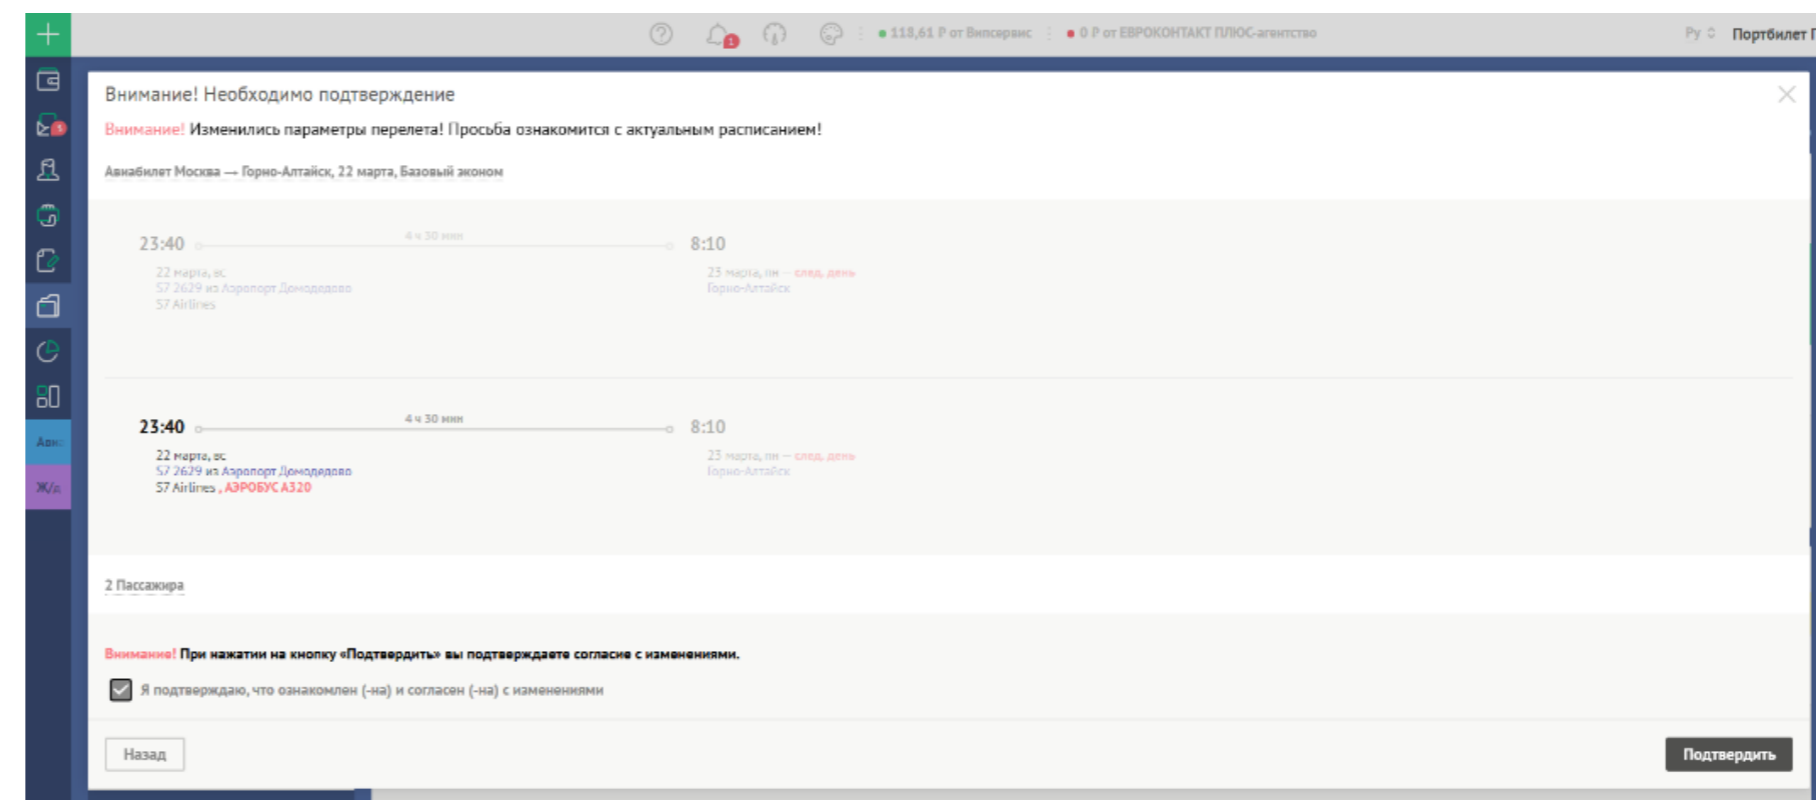 1
118,61 Р от Випсервис
0 Р от ЕВРОКОНТАКТ ПЛЮС-агентство
Ру
Портбилет Г
Внимание! Необходимо подтверждение
Внимание! Изменились параметры перелета! Просьба ознакомится с актуальным расписанием!
Авиабилет Москва — Горно-Алтайск, 22 марта, Базовый эконом
23:40
4 ч 30 мин
8:10
22 марта, вс
23 марта, пн — след. день
S7 2629 из Аэропорт Домодедово
Горно-Алтайск
S7 Airlines
23:40
4 ч 30 мин
8:10
22 марта, вс
23 марта, пн — след. день
S7 2629 из Аэропорт Домодедово
Горно-Алтайск
S7 Airlines , АЭРОБУС А320
Авиа
Ж/д
2 Пассажира
Внимание! При нажатии на кнопку «Подтвердить» вы подтверждаете согласие с изменениями.
Я подтверждаю, что ознакомлен (-на) и согласен (-на) с изменениями
Назад
Подтвердить